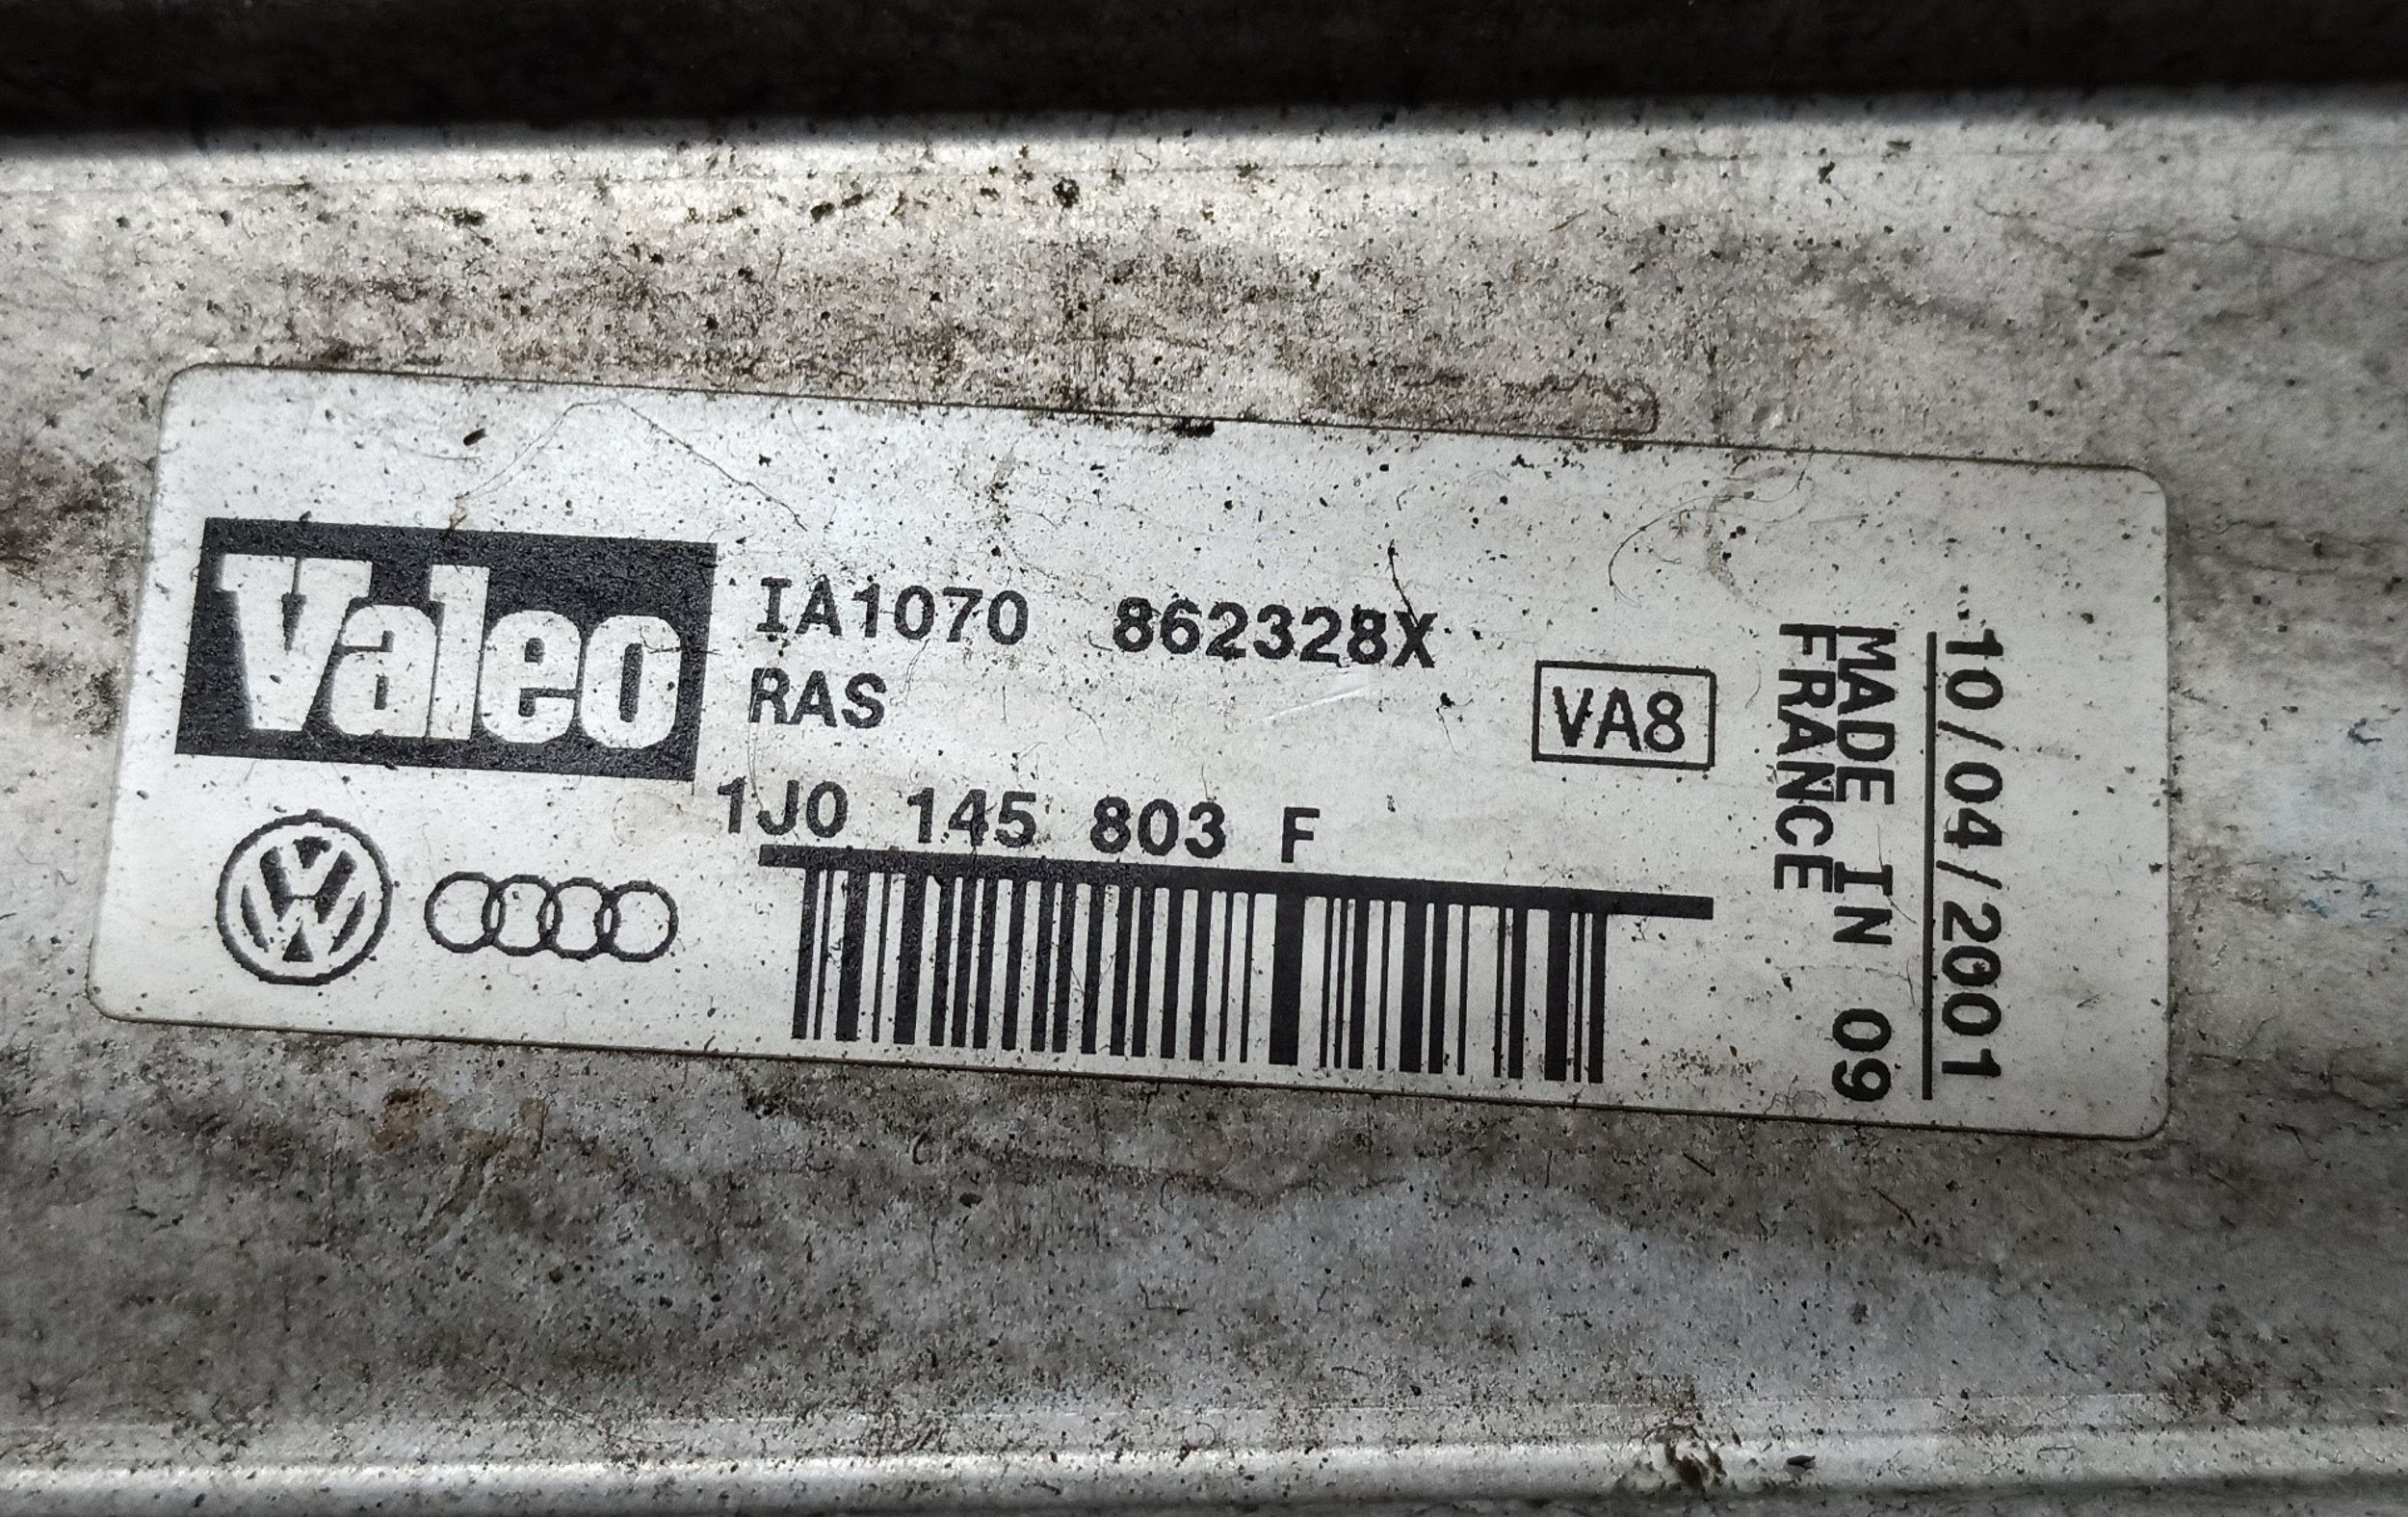 Valeo
IA1070 862328X
RAS
VA8
1J0 145 803 F
10/04/2001
MADE IN 09
FRANCE